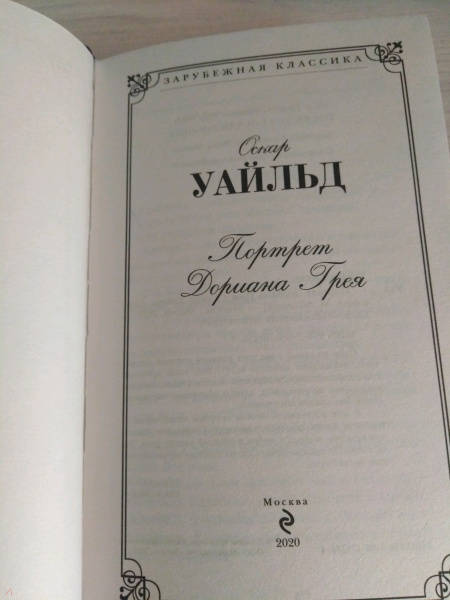 ЗАРУБЕЖНАЯ КЛАССИКА
Оскар
УАЙЛЬД
Портрет
Дориана Грея
Москва
2020